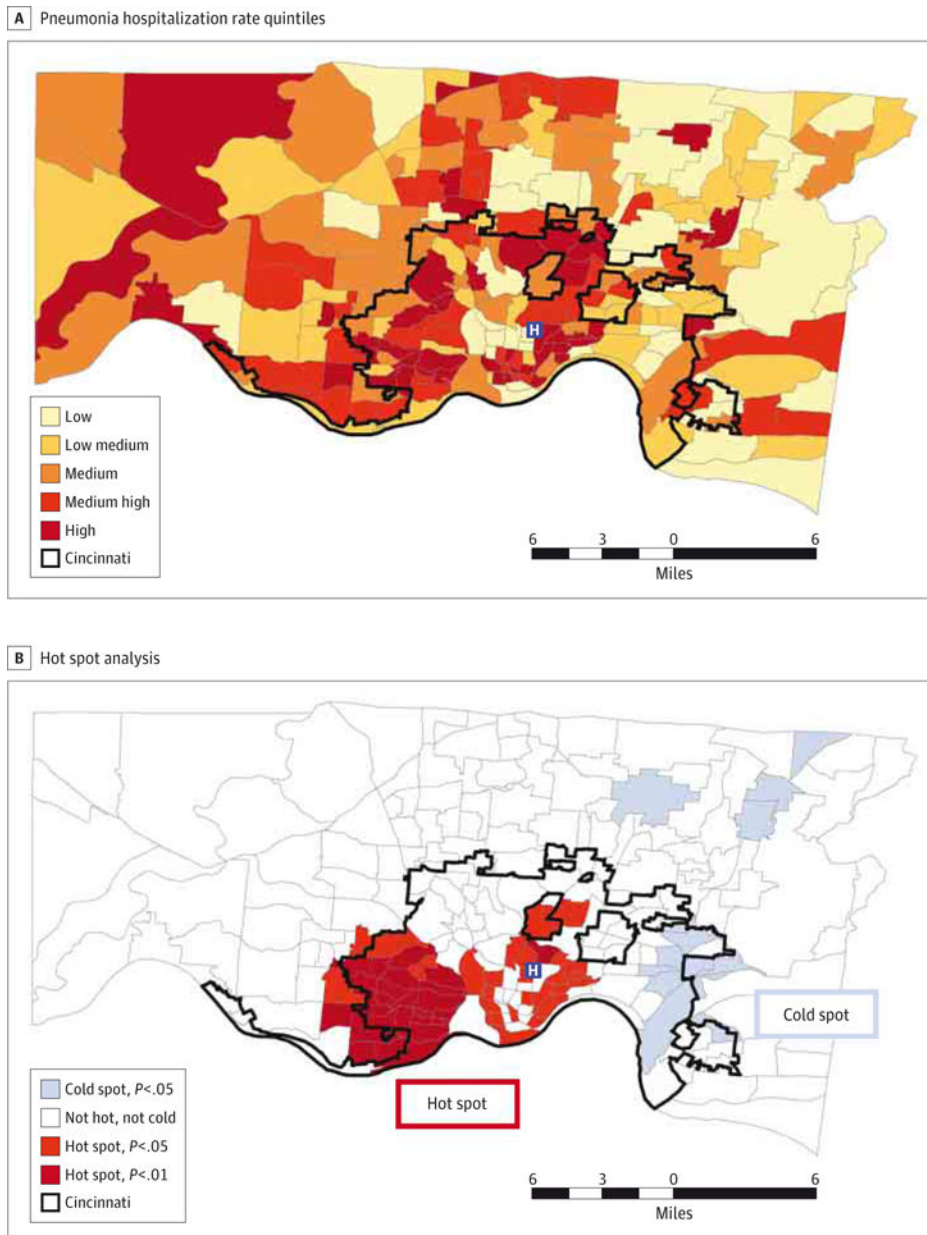 A Pneumonia hospitalization rate quintiles
H
Low
Low medium
Medium
Medium high
High
Cincinnati
6 3 0 6
Miles
B Hot spot analysis
H
Cold spot
Hot spot
Cold spot, P<.05
Not hot, not cold
Hot spot, P<.05
Hot spot, P<.01
Cincinnati
6 3 0 6
Miles